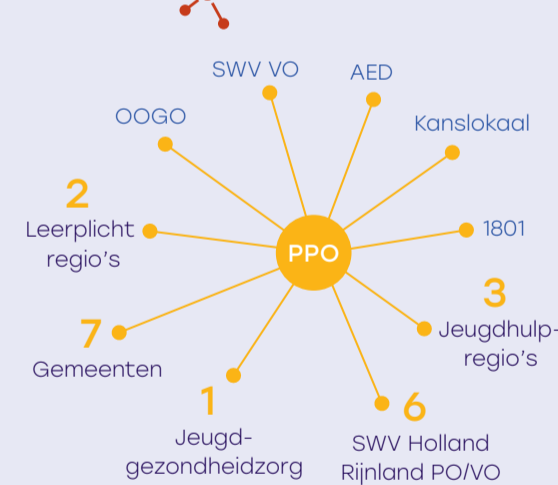 SWV VO
AED
OOGO
Kanslokaal
2
Leerplicht
regio's
1801
PPO
3
Jeugdhulp-
regio's
7
Gemeenten
1
Jeugd-
gezondheidzorg
6
SWV Holland
Rijnland PO/VO